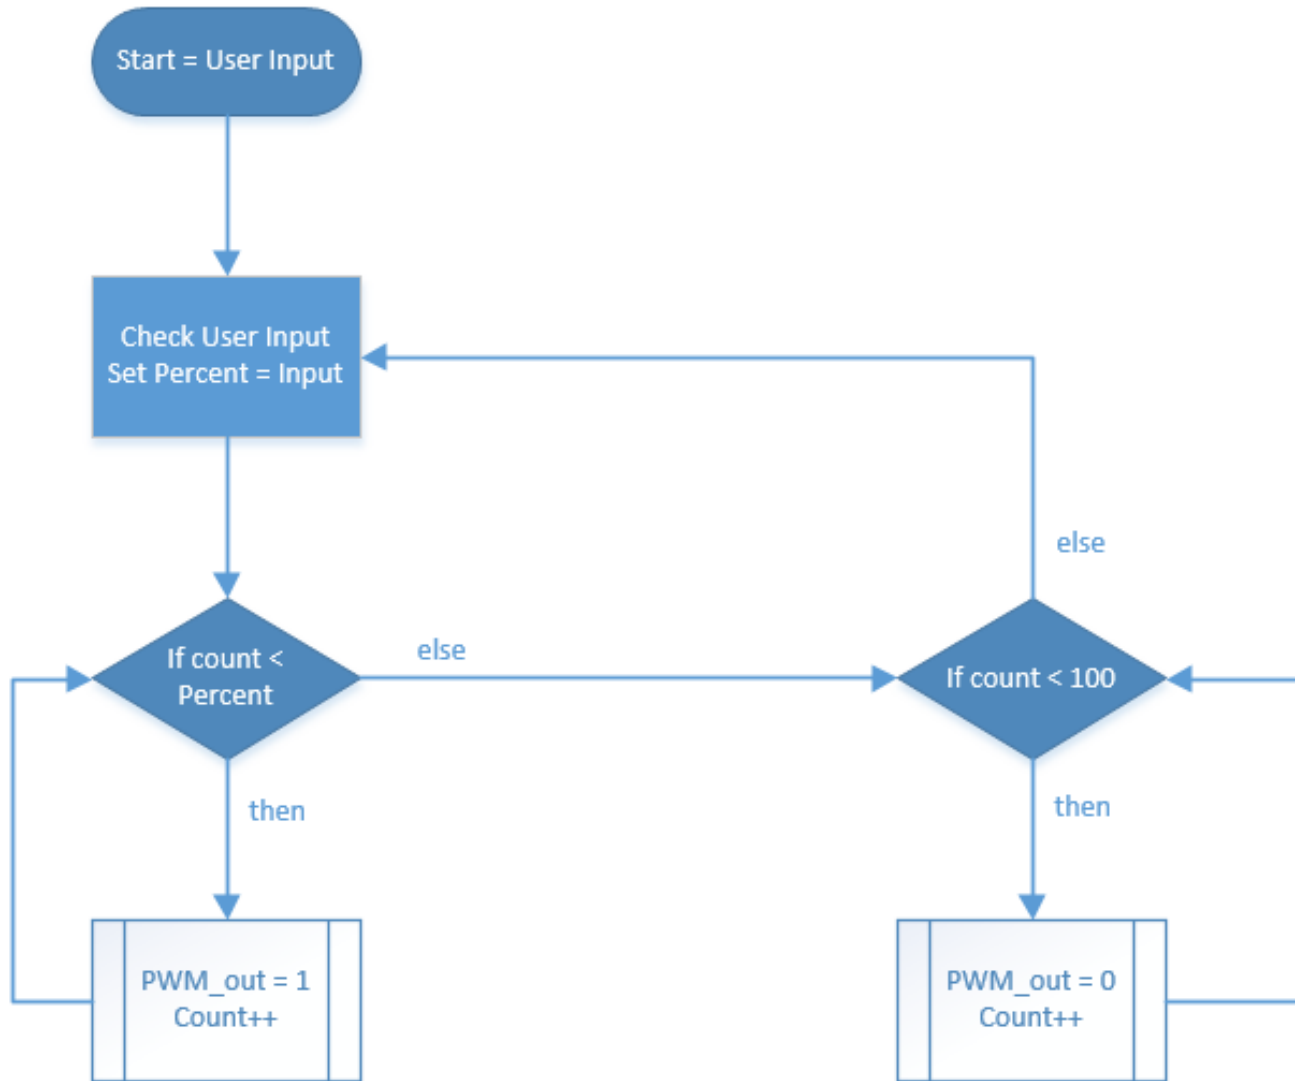 Start = User Input
Check User Input
Set Percent = Input
else
If count <
Percent
else
If count < 100
then
then
PWM_out = 1
Count++
PWM_out = 0
Count++